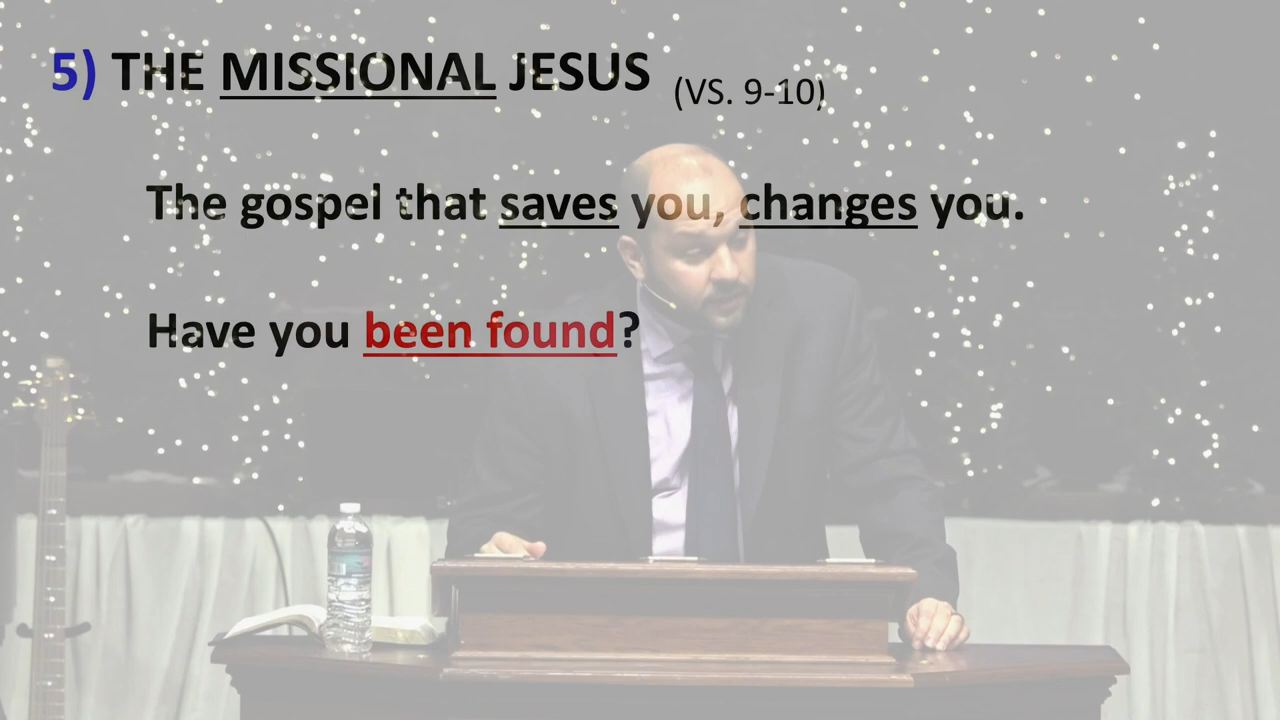 5) THE MISSIONAL JESUS (VS. 9-10)
The gospel that saves you, changes you.
Have you been found?